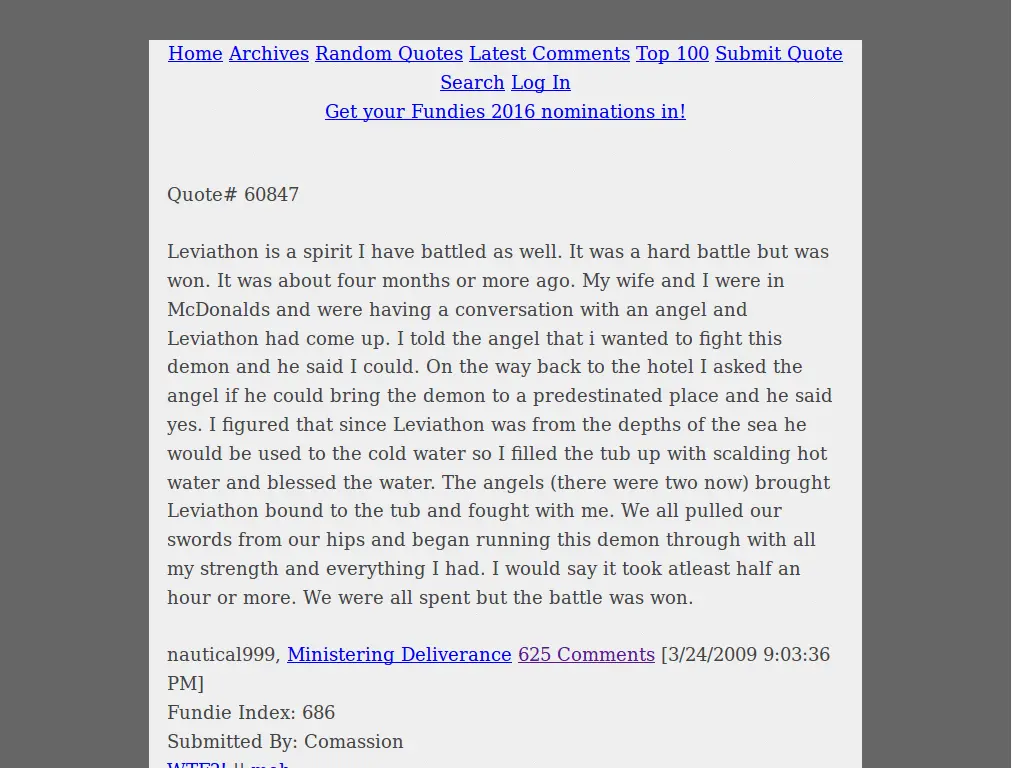 Home Archives Random Quotes Latest Comments Top 100 Submit Quote
Search Log In
Get your Fundies 2016 nominations in!
Quote# 60847
Leviathon is a spirit I have battled as well. It was a hard battle but was
won. It was about four months or more ago. My wife and I were in
McDonalds and were having a conversation with an angel and
Leviathon had come up. I told the angel that i wanted to fight this
demon and he said I could. On the way back to the hotel I asked the
angel if he could bring the demon to a predestinated place and he said
yes. I figured that since Leviathon was from the depths of the sea he
would be used to the cold water so I filled the tub up with scalding hot
water and blessed the water. The angels (there were two now) brought
Leviathon bound to the tub and fought with me. We all pulled our
swords from our hips and began running this demon through with all
my strength and everything I had. I would say it took atleast half an
hour or more. We were all spent but the battle was won.
nautical999, Ministering Deliverance 625 Comments [3/24/2009 9:03:36
PM]
Fundie Index: 686
Submitted By: Comassion
WTF?! || meh